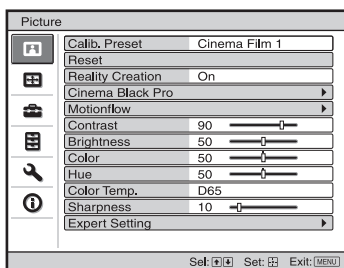 Picture
Calib. Preset Cinema Film 1
Reset
Reality Creation On
Cinema Black Pro
Motionflow
Contrast 90
Brightness 50
Color 50
Hue 50
Color Temp. D65
Sharpness 10
Expert Setting
Sel: Set: Exit: MENU